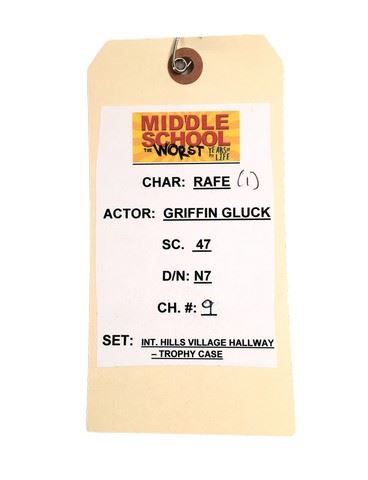 MIDDLE
SCHOOL
THE WORST YEARS OF MY LIFE
CHAR: RAFE (1)
ACTOR: GRIFFIN GLUCK
SC. 47
D/N: N7
CH. #: 9
SET: INT. HILLS VILLAGE HALLWAY
– TROPHY CASE